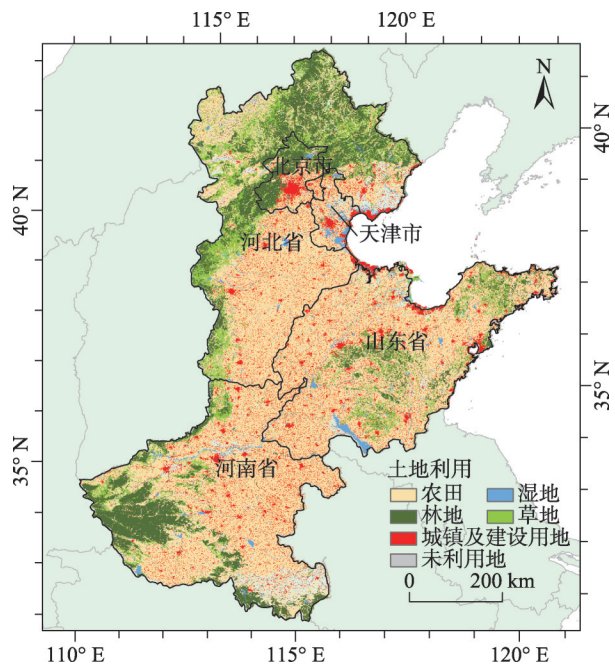 115° E 120° E
N
40° N
北京市
40° N
天津市
河北省
山东省
35° N
35° N
河南省
土地利用
农田 湿地
林地 草地
城镇及建设用地
未利用地
0 200 km
110° E 115° E 120° E